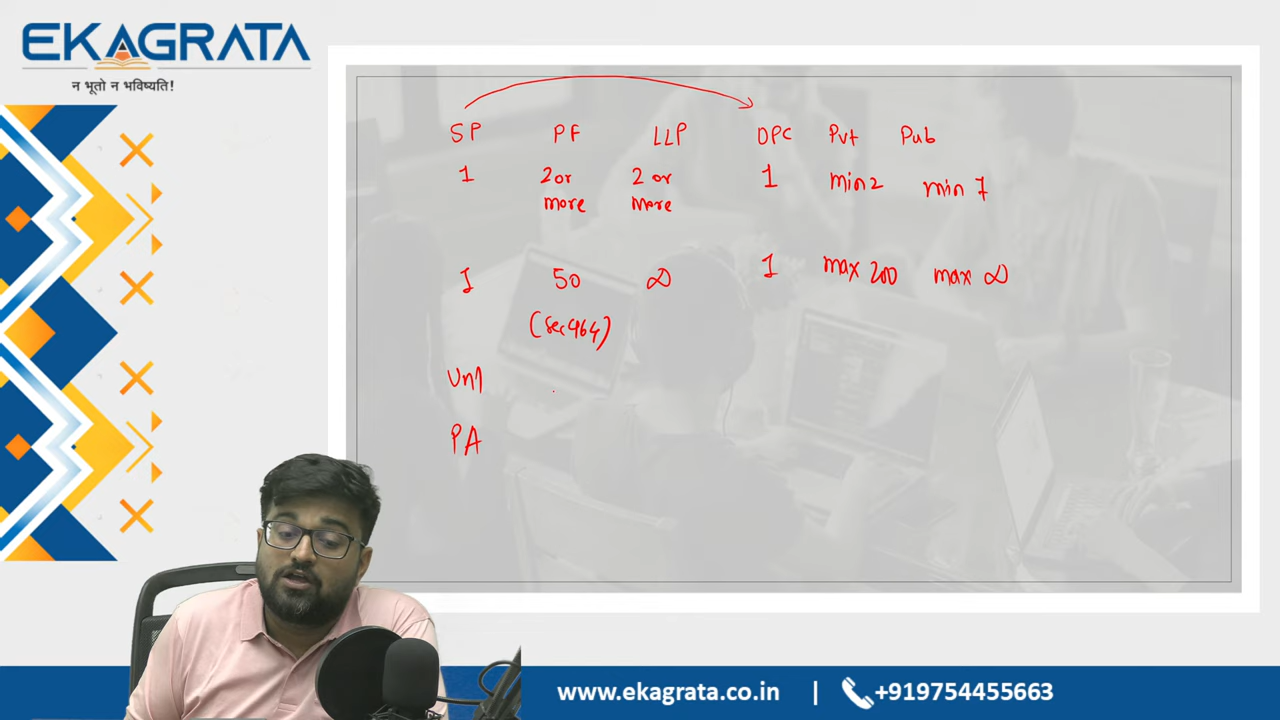 EKAGRATA
न भूतो न भविष्यति!
SP PF LLP OPC Pvt Pub
1 2 or more 2 or more 1 min 2 min 7
1 50 ∞ 1 max 200 max ∞
(Sec 464)
Unl
PA
www.ekagrata.co.in | +919754455663